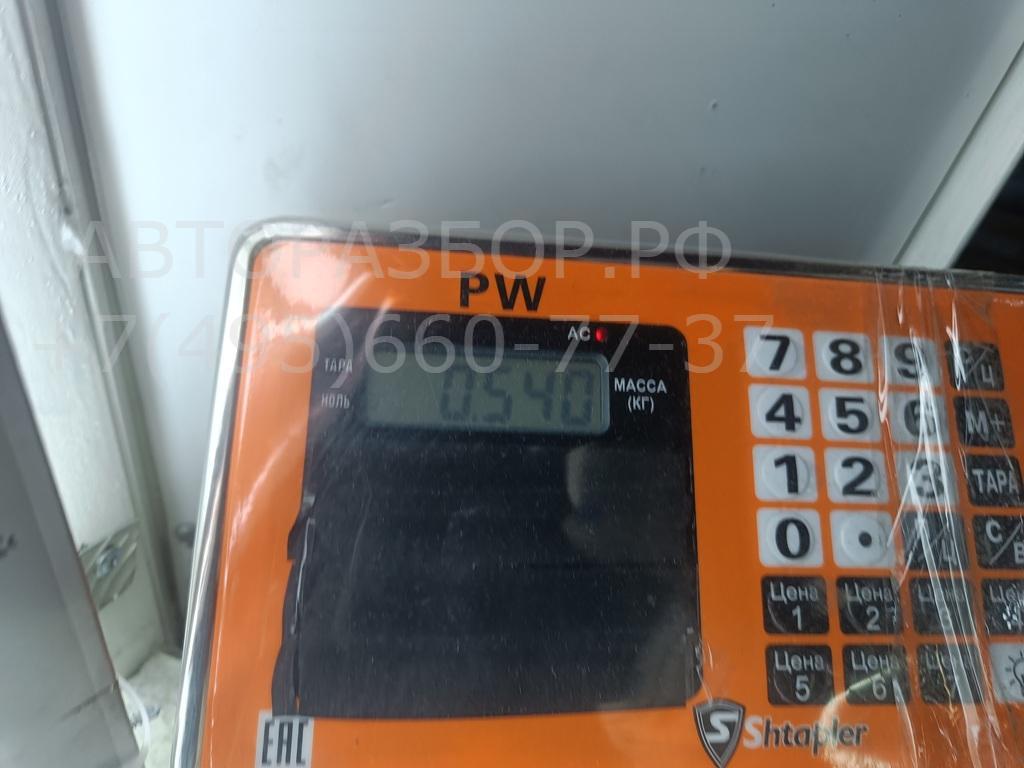 АВТОРАЗБОР.РФ
PW
+7(495)660-77-37
AC
ТАРА
НОЛЬ
0.540
МАССА
(КГ)
7 8 9
4 5 6 М+
1 2 3 ТАРА
0 .
Цена 1
Цена 2
Цена 5
Цена 6
EAC
Shtapler